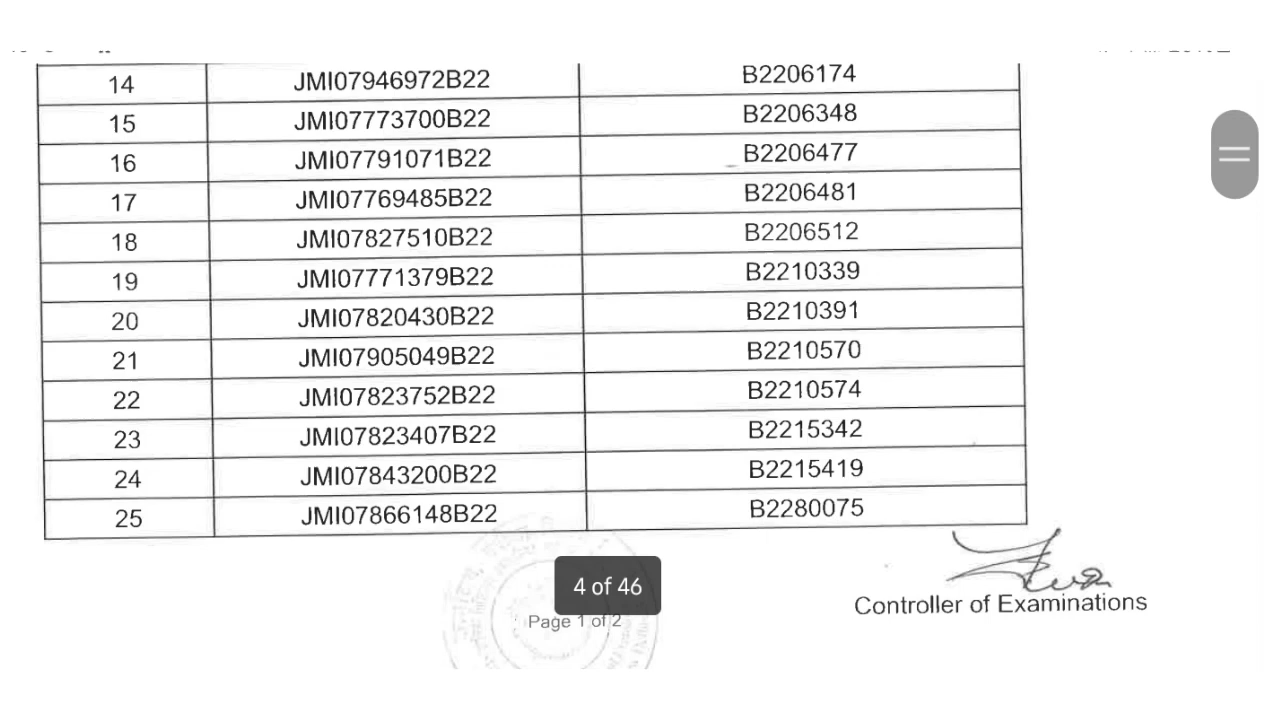 14 JMI07946972B22 B2206174
15 JMI07773700B22 B2206348
16 JMI07791071B22 B2206477
17 JMI07769485B22 B2206481
18 JMI07827510B22 B2206512
19 JMI07771379B22 B2210339
20 JMI07820430B22 B2210391
21 JMI07905049B22 B2210570
22 JMI07823752B22 B2210574
23 JMI07823407B22 B2215342
24 JMI07843200B22 B2215419
25 JMI07866148B22 B2280075
4 of 46
Controller of Examinations
Page 1 of 2